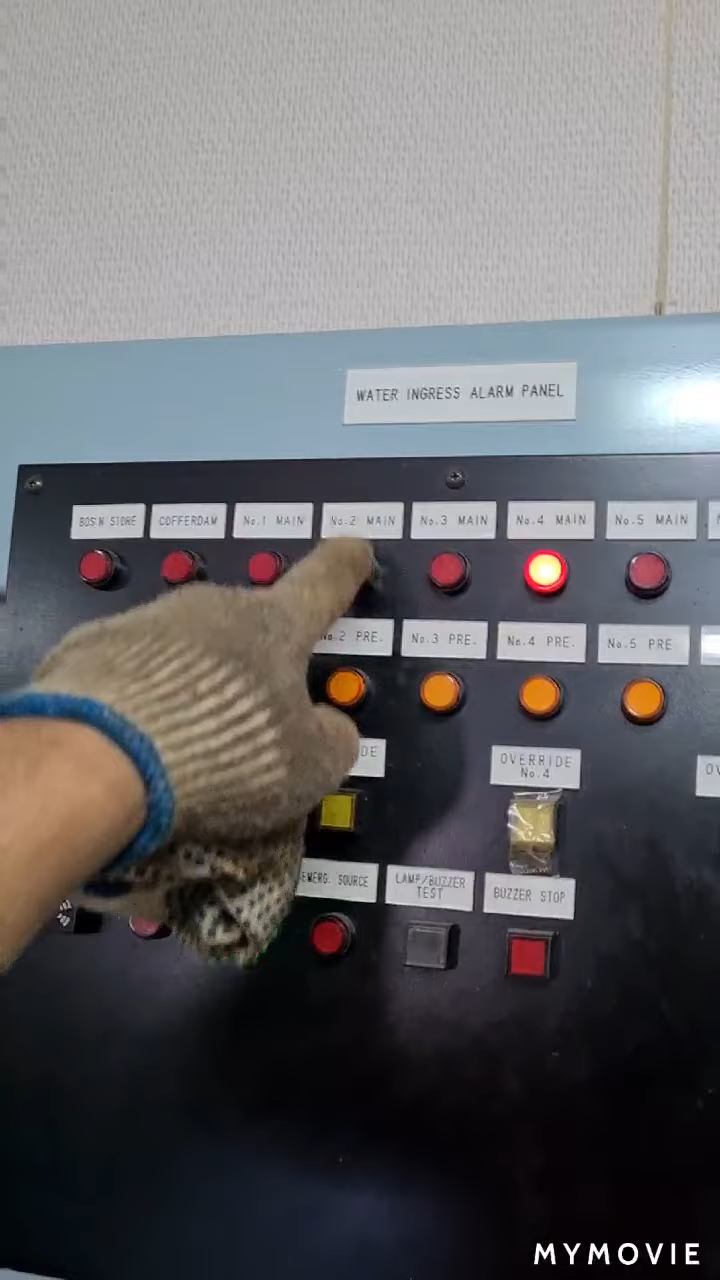 WATER INGRESS ALARM PANEL
BOS'N STORE
COFFERDAM
No.1 MAIN
No.2 MAIN
No.3 MAIN
No.4 MAIN
No.5 MAIN
No.2 PRE.
No.3 PRE.
No.4 PRE.
No.5 PRE
DE
OVERRIDE
No.4
OV
EMERG. SOURCE
LAMP/BUZZER
TEST
BUZZER STOP
MYMOVIE